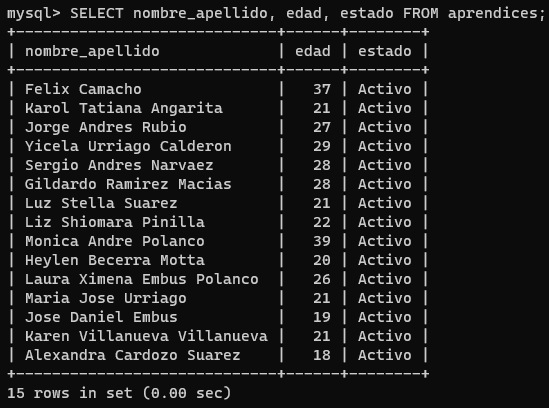 mysql> SELECT nombre_apellido, edad, estado FROM aprendices;
+-----------------------------+------+--------+
| nombre_apellido             | edad | estado |
+-----------------------------+------+--------+
| Felix Camacho               |   37 | Activo |
| Karol Tatiana Angarita      |   21 | Activo |
| Jorge Andres Rubio          |   27 | Activo |
| Yicela Urriago Calderon     |   29 | Activo |
| Sergio Andres Narvaez       |   28 | Activo |
| Gildardo Ramirez Macias     |   28 | Activo |
| Luz Stella Suarez           |   21 | Activo |
| Liz Shiomara Pinilla        |   22 | Activo |
| Monica Andre Polanco        |   39 | Activo |
| Heylen Becerra Motta        |   20 | Activo |
| Laura Ximena Embus Polanco  |   26 | Activo |
| Maria Jose Urriago          |   21 | Activo |
| Jose Daniel Embus           |   19 | Activo |
| Karen Villanueva Villanueva |   21 | Activo |
| Alexandra Cardozo Suarez    |   18 | Activo |
+-----------------------------+------+--------+
15 rows in set (0.00 sec)